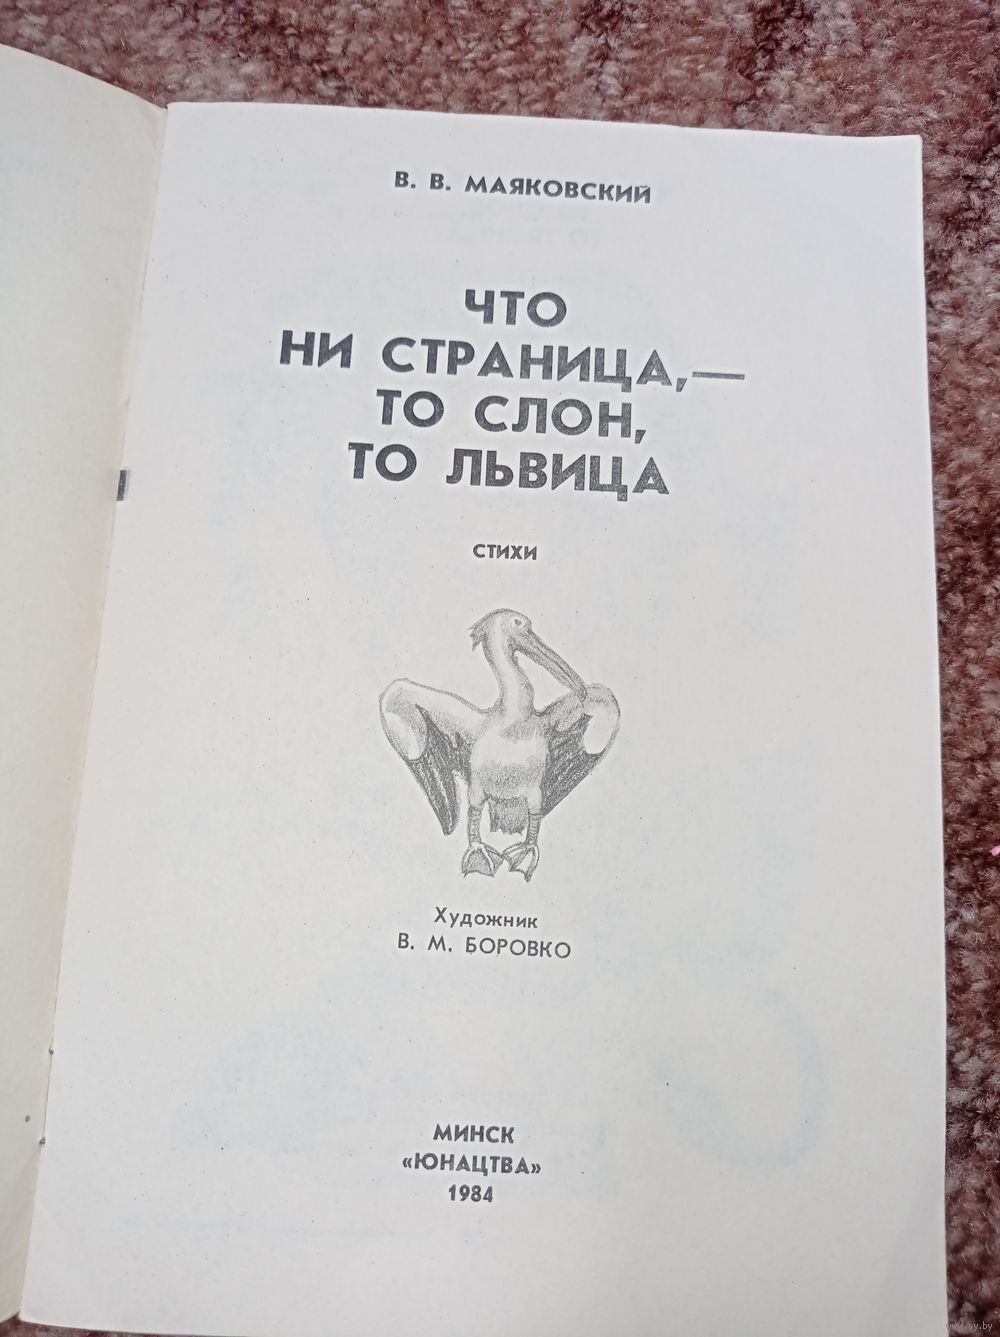 В. В. МАЯКОВСКИЙ
ЧТО
НИ СТРАНИЦА,—
ТО СЛОН,
ТО ЛЬВИЦА
СТИХИ
Художник
В. М. БОРОВКО
МИНСК
«ЮНАЦТВА»
1984